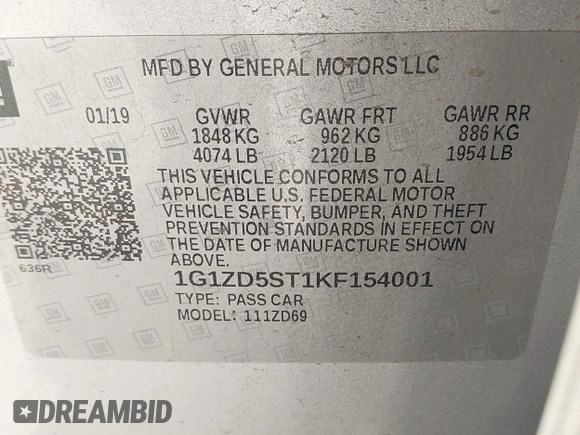 MFD BY GENERAL MOTORS LLC
01/19 GVWR GAWR FRT GAWR RR
1848 KG 962 KG 886 KG
4074 LB 2120 LB 1954 LB
THIS VEHICLE CONFORMS TO ALL
APPLICABLE U.S. FEDERAL MOTOR
VEHICLE SAFETY, BUMPER, AND THEFT
PREVENTION STANDARDS IN EFFECT ON
THE DATE OF MANUFACTURE SHOWN
ABOVE.
636R
1G1ZD5ST1KF154001
TYPE: PASS CAR
MODEL: 111ZD69
DREAMBID